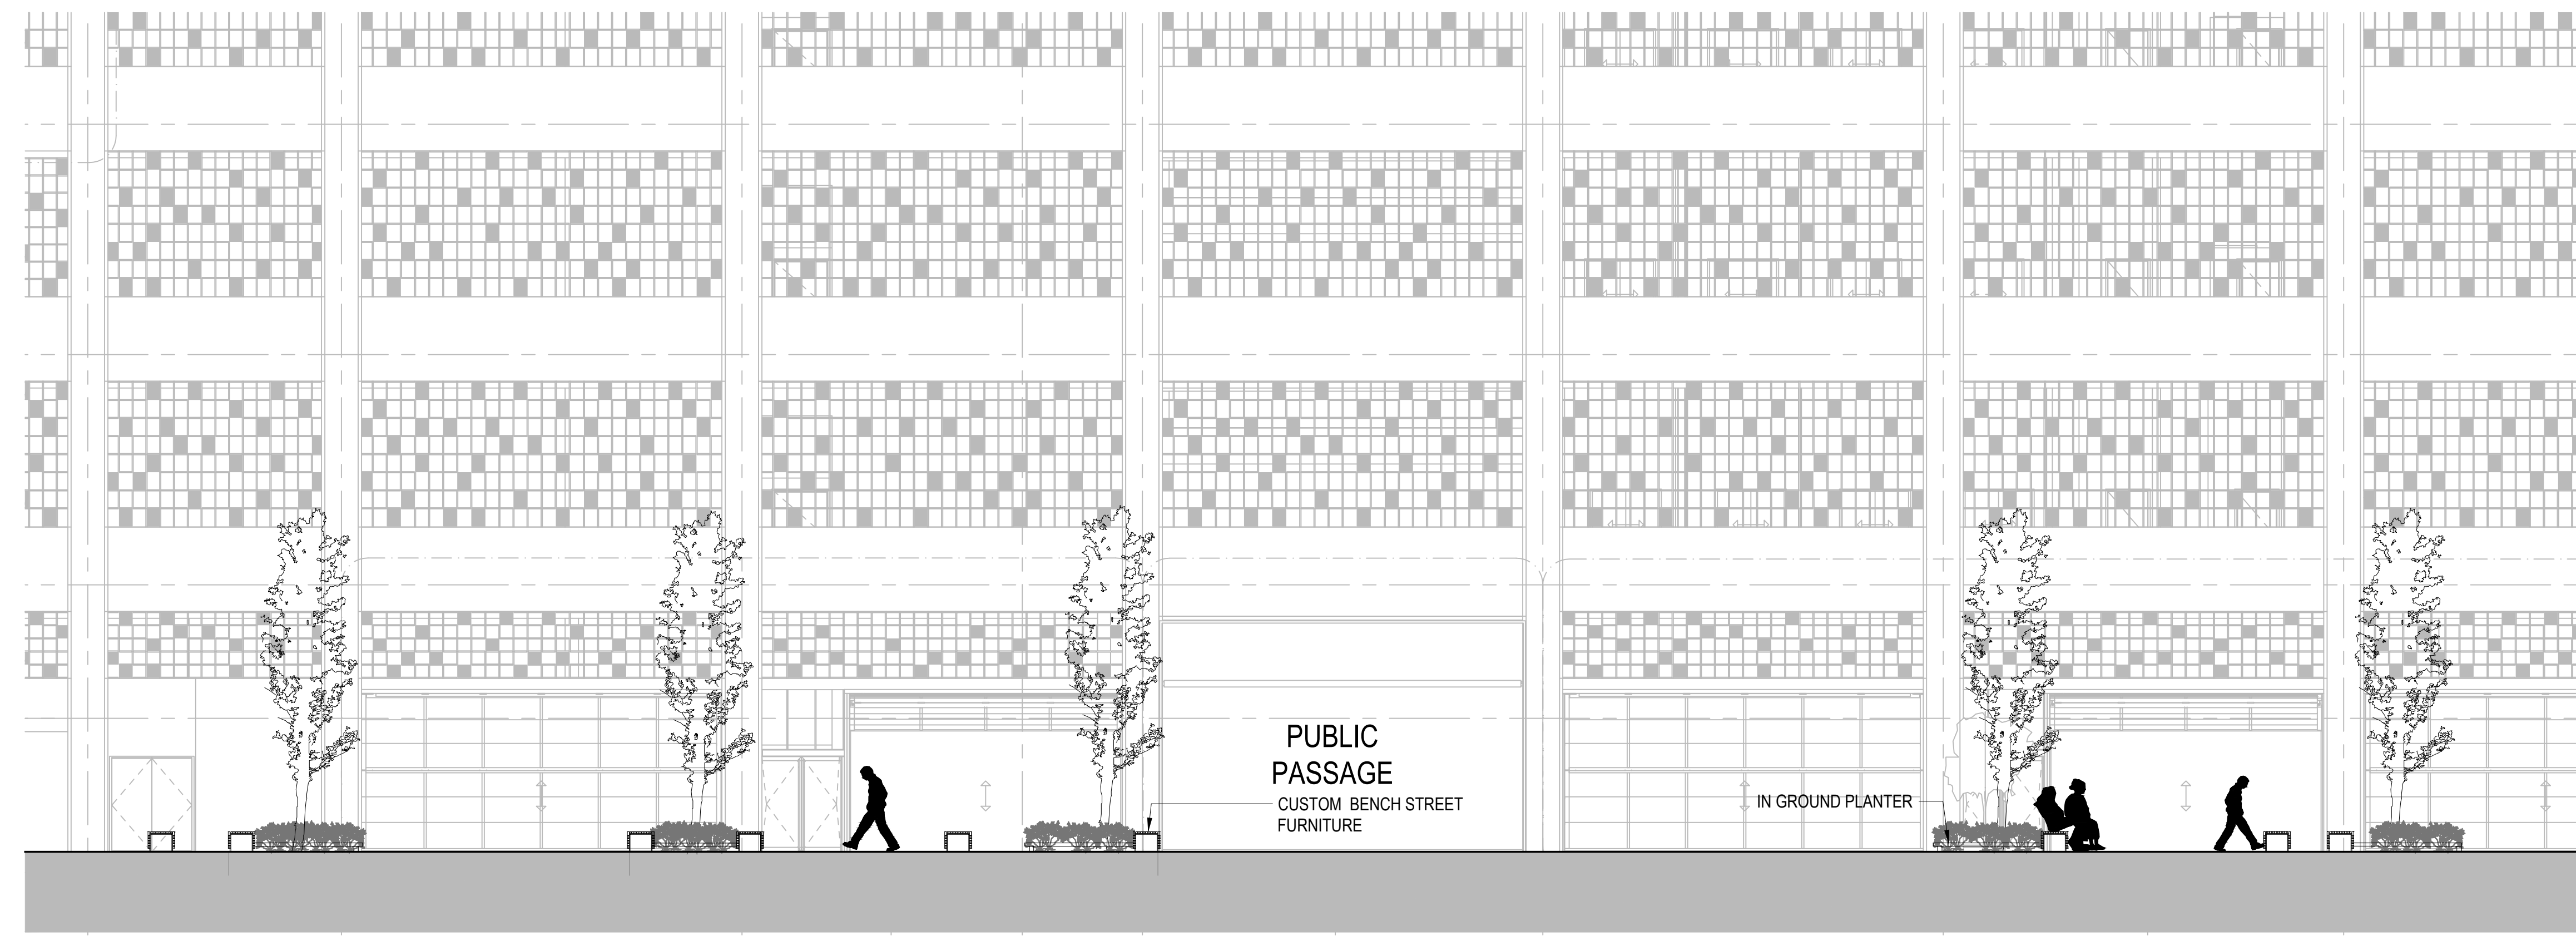 PUBLIC
PASSAGE
CUSTOM BENCH STREET
FURNITURE
IN GROUND PLANTER